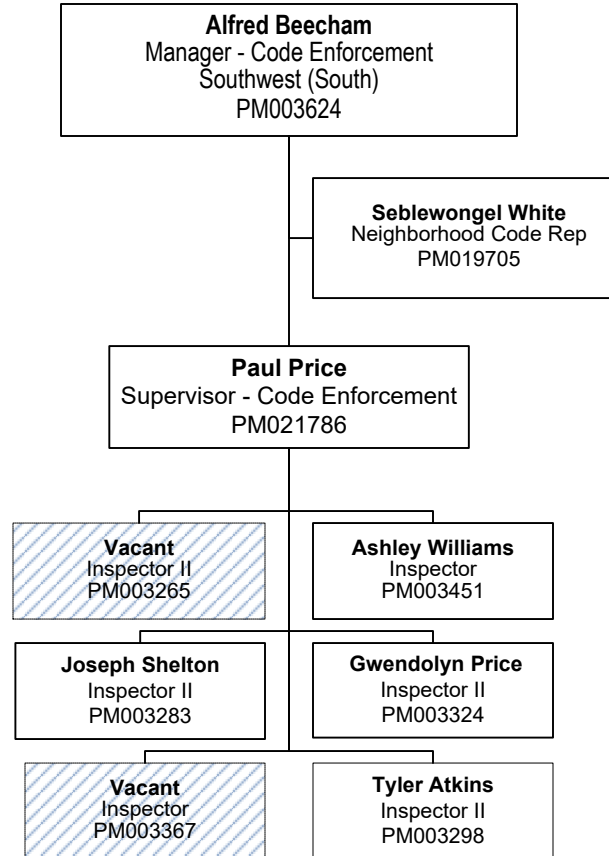 Alfred Beecham
Manager - Code Enforcement
Southwest (South)
PM003624
Seblewongel White
Neighborhood Code Rep
PM019705
Paul Price
Supervisor - Code Enforcement
PM021786
Vacant
Inspector II
PM003265
Ashley Williams
Inspector
PM003451
Joseph Shelton
Inspector II
PM003283
Gwendolyn Price
Inspector II
PM003324
Vacant
Inspector
PM003367
Tyler Atkins
Inspector II
PM003298